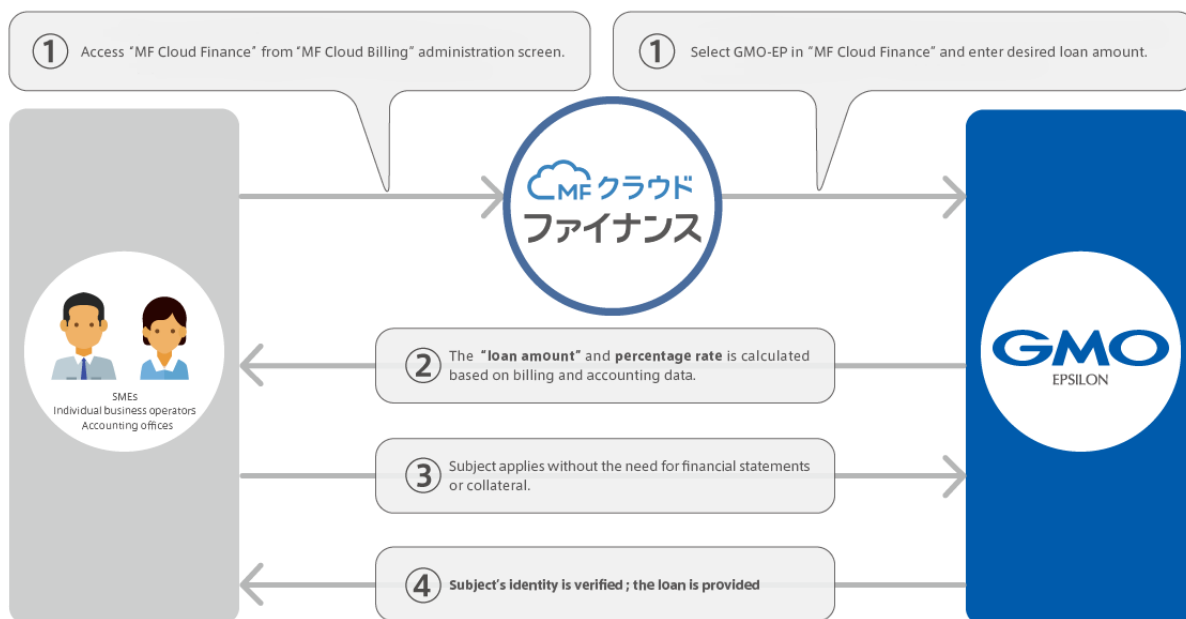 1 Access “MF Cloud Finance” from “MF Cloud Billing” administration screen.
1 Select GMO-EP in “MF Cloud Finance” and enter desired loan amount.
MF クラウド
ファイナンス
SMEs
Individual business operators
Accounting offices
GMO
EPSILON
2 The “loan amount” and percentage rate is calculated
based on billing and accounting data.
3 Subject applies without the need for financial statements
or collateral.
4 Subject’s identity is verified ; the loan is provided